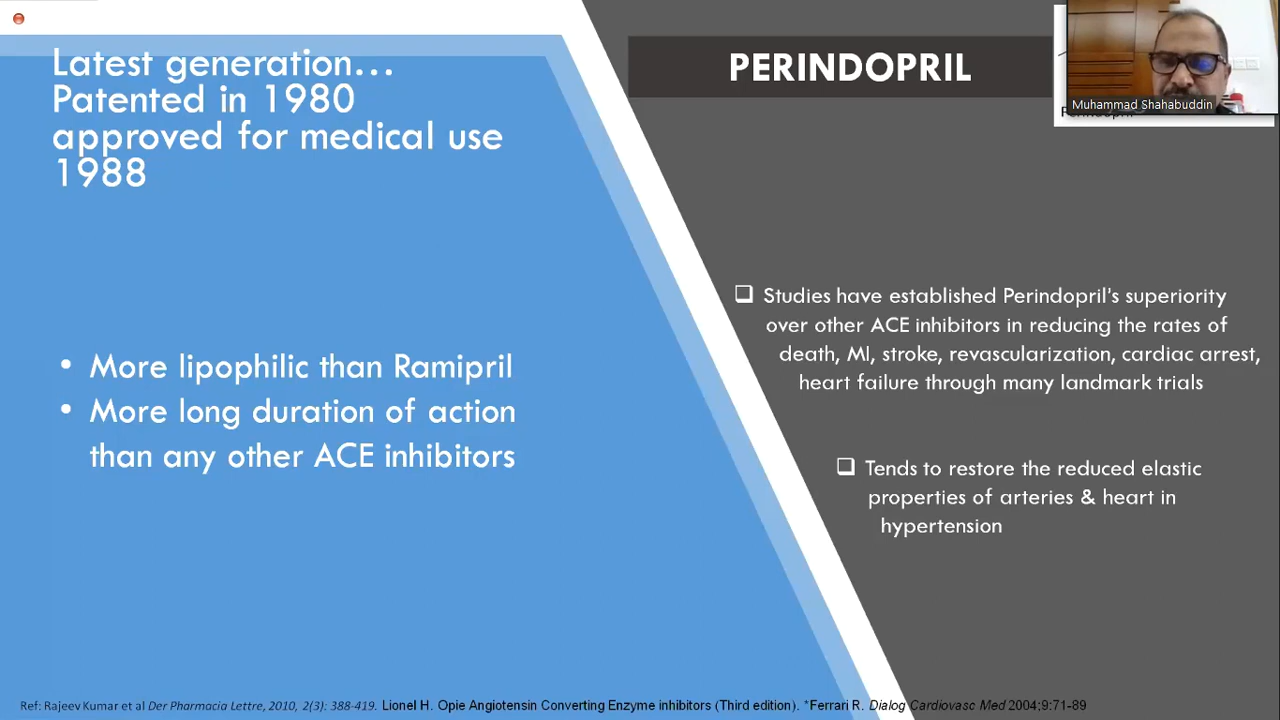 Latest generation…
Patented in 1980
approved for medical use
1988
• More lipophilic than Ramipril
• More long duration of action
than any other ACE inhibitors
PERINDOPRIL
Muhammad Shahabuddin
Perindopril
❑ Studies have established Perindopril's superiority
over other ACE inhibitors in reducing the rates of
death, MI, stroke, revascularization, cardiac arrest,
heart failure through many landmark trials
❑ Tends to restore the reduced elastic
properties of arteries & heart in
hypertension
Ref: Rajeev Kumar et al Der Pharmacia Lettre, 2010, 2(3): 388-419. Lionel H. Opie Angiotensin Converting Enzyme inhibitors (Third edition). *Ferrari R. Dialog Cardiovasc Med 2004;9:71-89